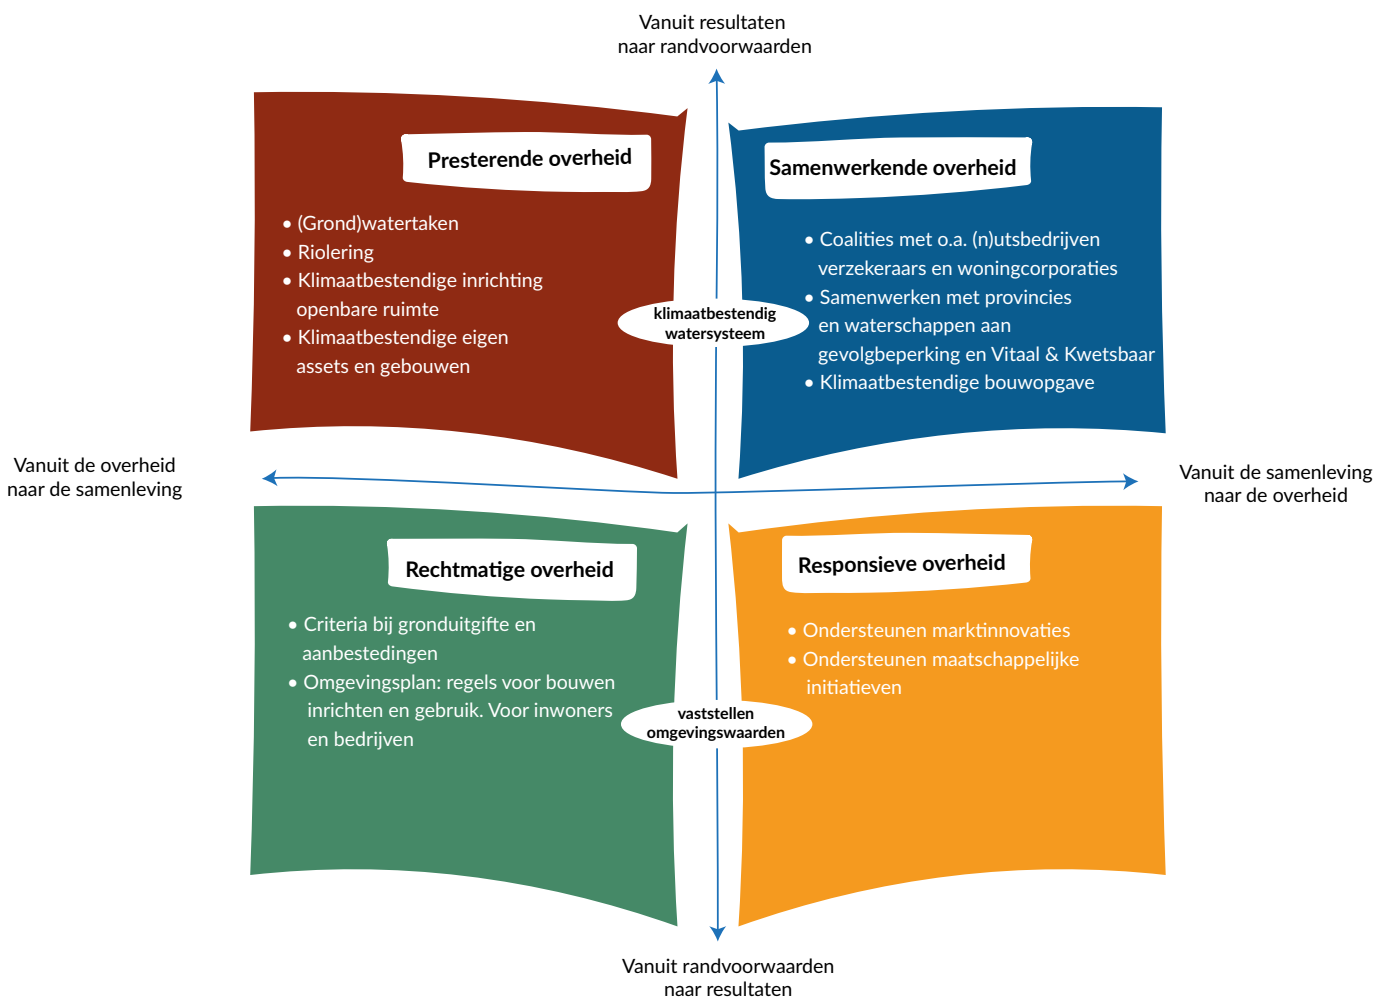 Vanuit resultaten
naar randvoorwaarden
Presterende overheid
• (Grond)watertaken
• Riolering
• Klimaatbestendige inrichting
openbare ruimte
• Klimaatbestendige eigen
assets en gebouwen
Samenwerkende overheid
• Coalities met o.a. (n)utsbedrijven
verzekeraars en woningcorporaties
• Samenwerken met provincies
en waterschappen aan
gevolgbeperking en Vitaal & Kwetsbaar
• Klimaatbestendige bouwopgave
klimaatbestendig
watersysteem
Vanuit de overheid
naar de samenleving
Vanuit de samenleving
naar de overheid
Rechtmatige overheid
• Criteria bij gronduitgifte en
aanbestedingen
• Omgevingsplan: regels voor bouwen
inrichten en gebruik. Voor inwoners
en bedrijven
Responsieve overheid
• Ondersteunen marktinnovaties
• Ondersteunen maatschappelijke
initiatieven
vaststellen
omgevingswaarden
Vanuit randvoorwaarden
naar resultaten